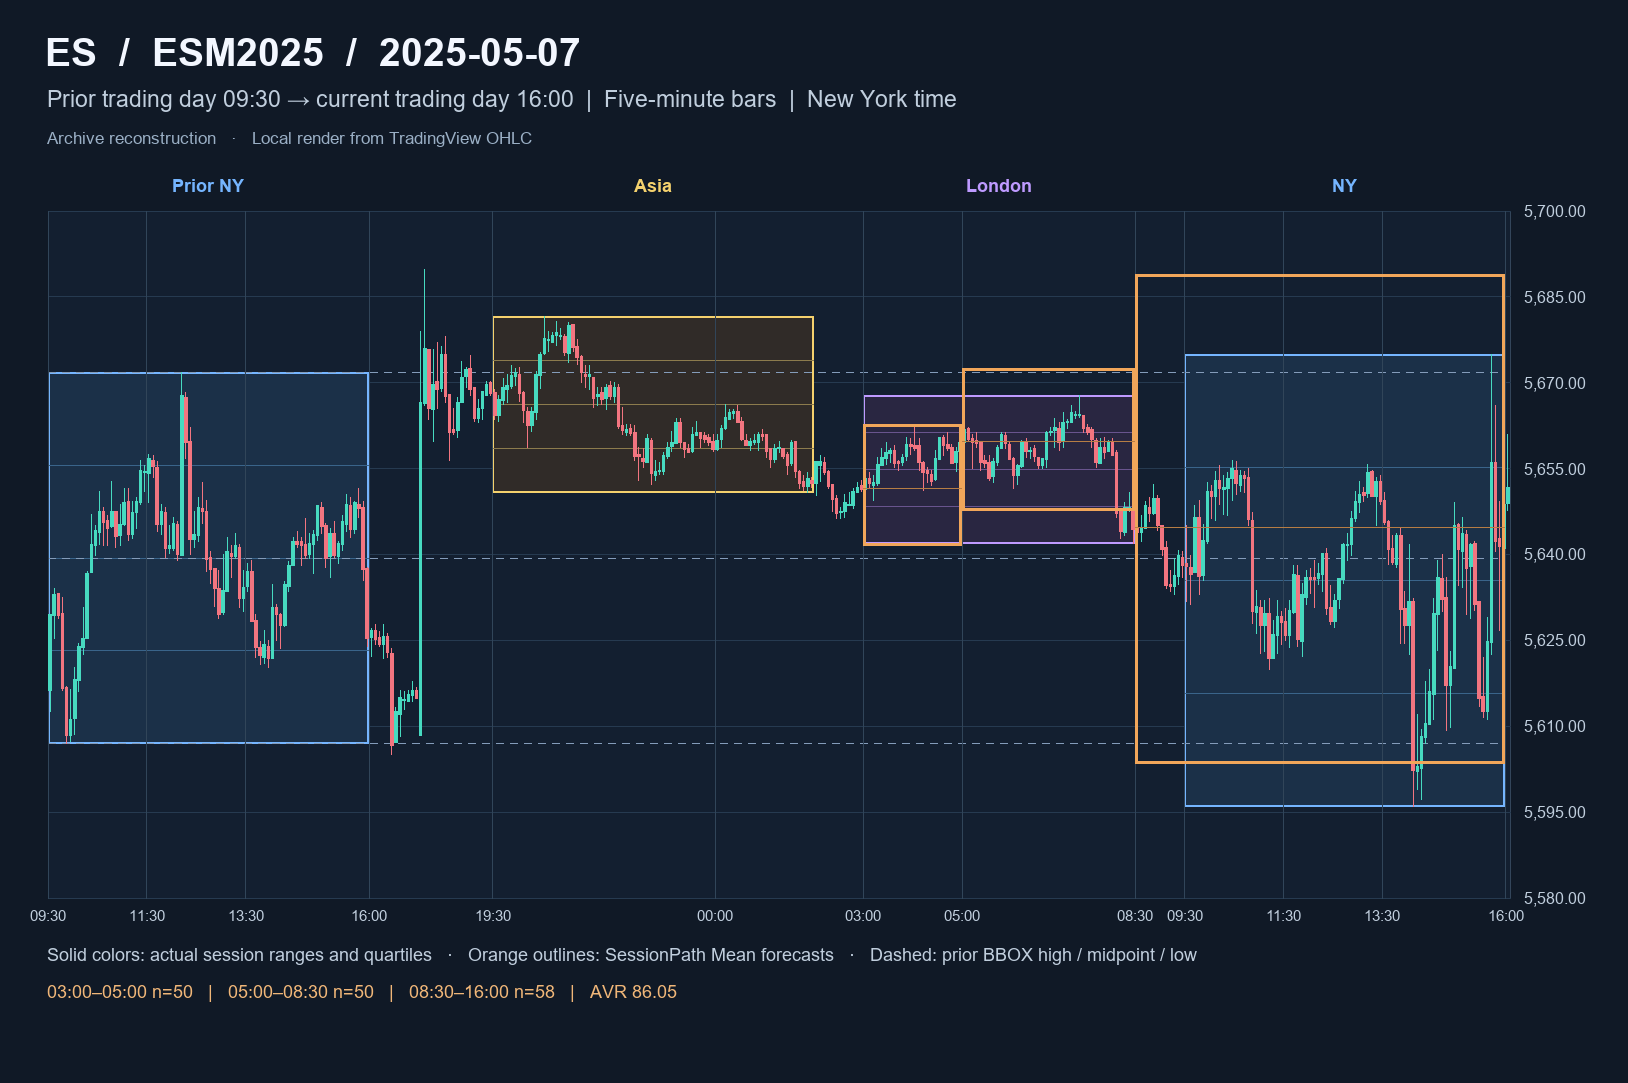 ES / ESM2025 / 2025-05-07
Prior trading day 09:30 → current trading day 16:00 | Five-minute bars | New York time
Archive reconstruction · Local render from TradingView OHLC
Prior NY Asia London NY
5,700.00
5,685.00
5,670.00
5,655.00
5,640.00
5,625.00
5,610.00
5,595.00
5,580.00
09:30 11:30 13:30 16:00 19:30 00:00 03:00 05:00 08:30 09:30 11:30 13:30 16:00
Solid colors: actual session ranges and quartiles · Orange outlines: SessionPath Mean forecasts · Dashed: prior BBOX high / midpoint / low
03:00–05:00 n=50 | 05:00–08:30 n=50 | 08:30–16:00 n=58 | AVR 86.05